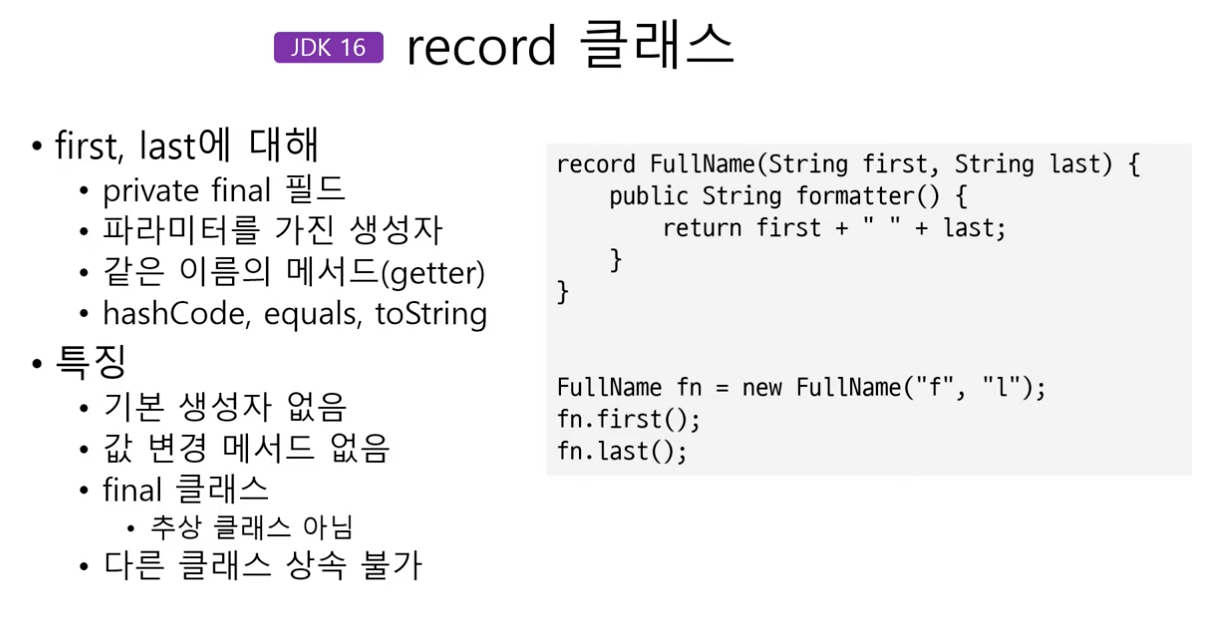 JDK 16 record 클래스
• first, last에 대해
• private final 필드
• 파라미터를 가진 생성자
• 같은 이름의 메서드(getter)
• hashCode, equals, toString
• 특징
• 기본 생성자 없음
• 값 변경 메서드 없음
• final 클래스
• 추상 클래스 아님
• 다른 클래스 상속 불가
record FullName(String first, String last) {
    public String formatter() {
        return first + " " + last;
    }
}
FullName fn = new FullName("f", "l");
fn.first();
fn.last();